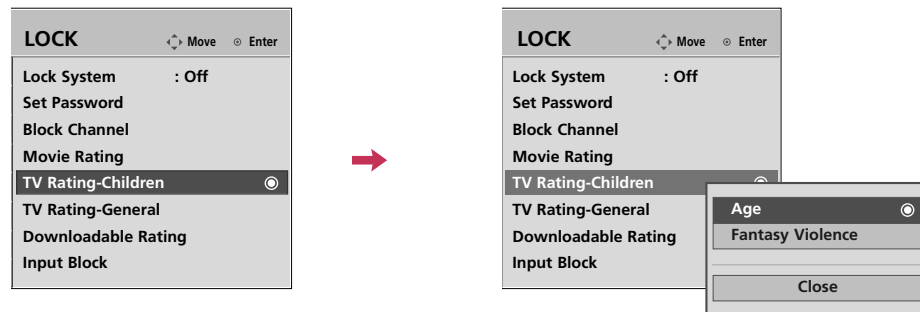 LOCK
Move Enter
Lock System : Off
Set Password
Block Channel
Movie Rating
TV Rating-Children
TV Rating-General
Downloadable Rating
Input Block
LOCK
Move Enter
Lock System : Off
Set Password
Block Channel
Movie Rating
TV Rating-Children
TV Rating-General
Downloadable Rating
Input Block
Age
Fantasy Violence
Close